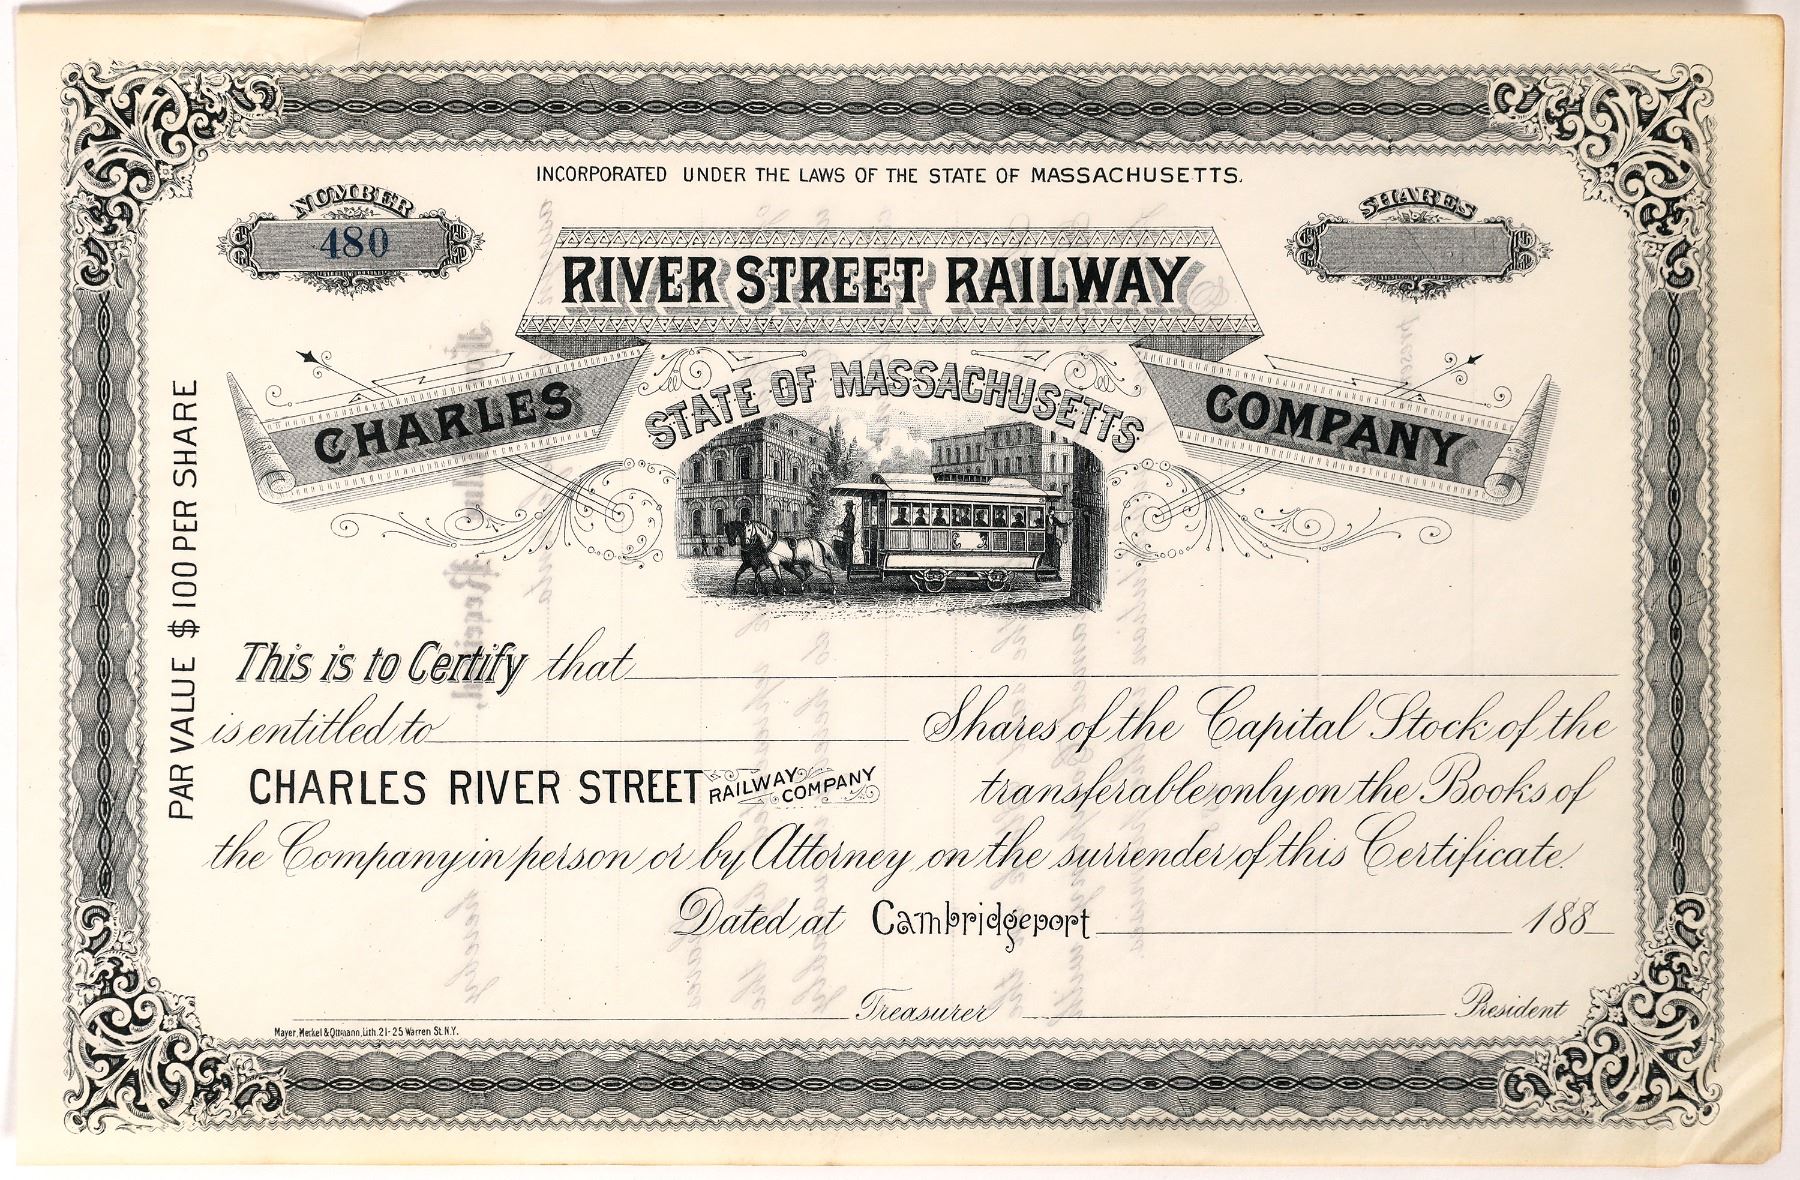 INCORPORATED UNDER THE LAWS OF THE STATE OF MASSACHUSETTS.
NUMBER
480
SHARES
CHARLES RIVER STREET RAILWAY COMPANY
STATE OF MASSACHUSETTS
PAR VALUE $100 PER SHARE
This is to Certify that
is entitled to Shares of the Capital Stock of the
CHARLES RIVER STREET RAILWAY COMPANY transferable only on the Books of
the Company in person or by Attorney on the surrender of this Certificate.
Dated at Cambridgeport 188
Treasurer President
Mayer, Merkel & Ottmann, Lith. 21-25 Warren St. N.Y.